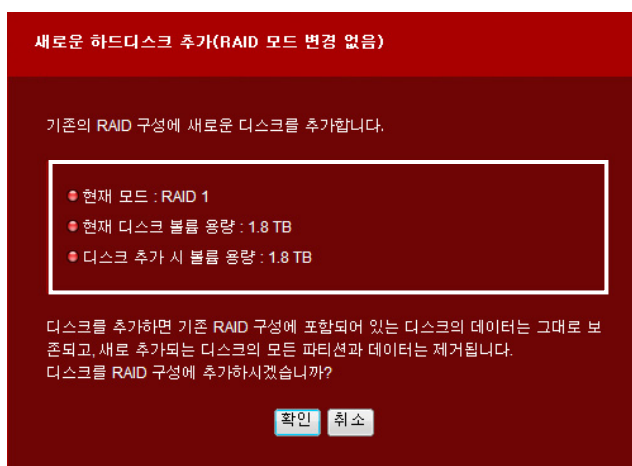 새로운 하드디스크 추가(RAID 모드 변경 없음)
기존의 RAID 구성에 새로운 디스크를 추가합니다.
현재 모드 : RAID 1
현재 디스크 볼륨 용량 : 1.8 TB
디스크 추가 시 볼륨 용량 : 1.8 TB
디스크를 추가하면 기존 RAID 구성에 포함되어 있는 디스크의 데이터는 그대로 보
존되고, 새로 추가되는 디스크의 모든 파티션과 데이터는 제거됩니다.
디스크를 RAID 구성에 추가하시겠습니까?
확인 취소